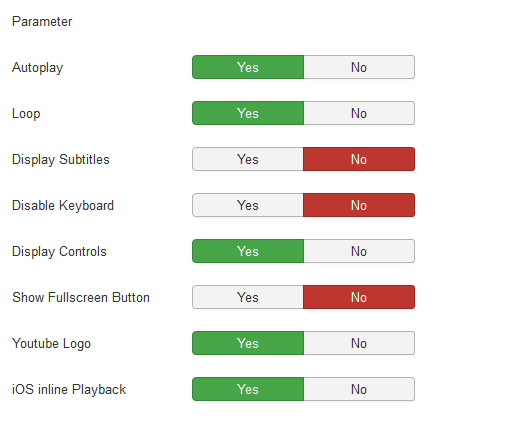 Parameter
Autoplay Yes No
Loop Yes No
Display Subtitles Yes No
Disable Keyboard Yes No
Display Controls Yes No
Show Fullscreen Button Yes No
Youtube Logo Yes No
iOS inline Playback Yes No